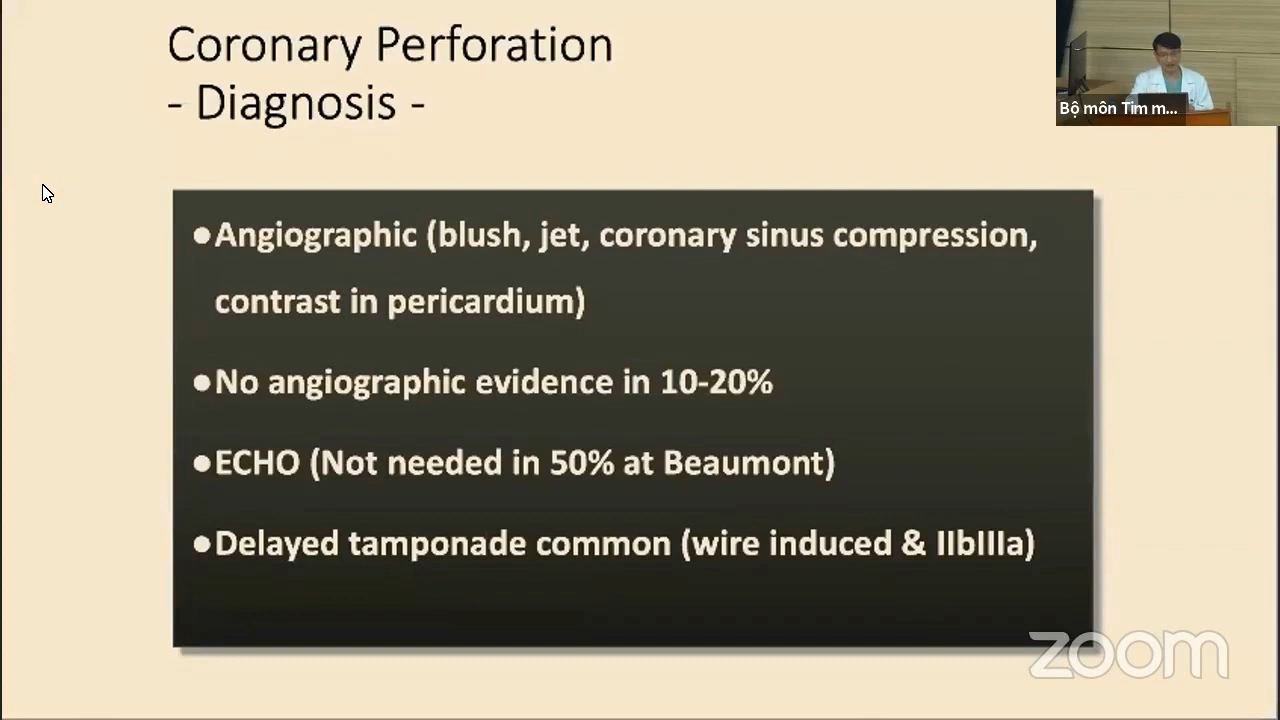 Coronary Perforation
- Diagnosis -
Bộ môn Tim m...
●Angiographic (blush, jet, coronary sinus compression,
contrast in pericardium)
●No angiographic evidence in 10-20%
●ECHO (Not needed in 50% at Beaumont)
●Delayed tamponade common (wire induced & IIbIIIa)
zoom